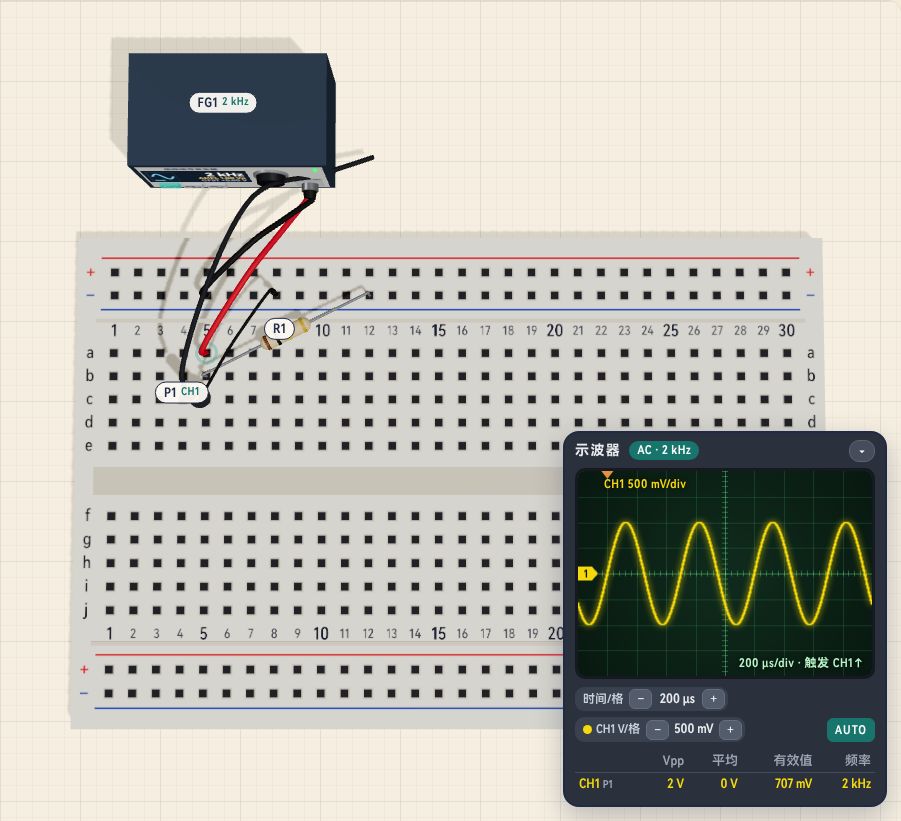 FG1 2 kHz
2 kHz
+ +
− −
1 2 3 4 5 6 7 10 11 12 13 14 15 16 17 18 19 20 21 22 23 24 25 26 27 28 29 30
R1
a a
b b
P1 CH1
c c
d d
e
f
g
h
i
j
1 2 3 4 5 6 7 8 9 10 11 12 13 14 15 16 17 18 19 20
+
−
示波器 AC · 2 kHz
CH1 500 mV/div
1
200 μs/div · 触发 CH1↑
时间/格 − 200 μs +
CH1 V/格 − 500 mV + AUTO
Vpp 平均 有效值 频率
CH1 P1 2 V 0 V 707 mV 2 kHz